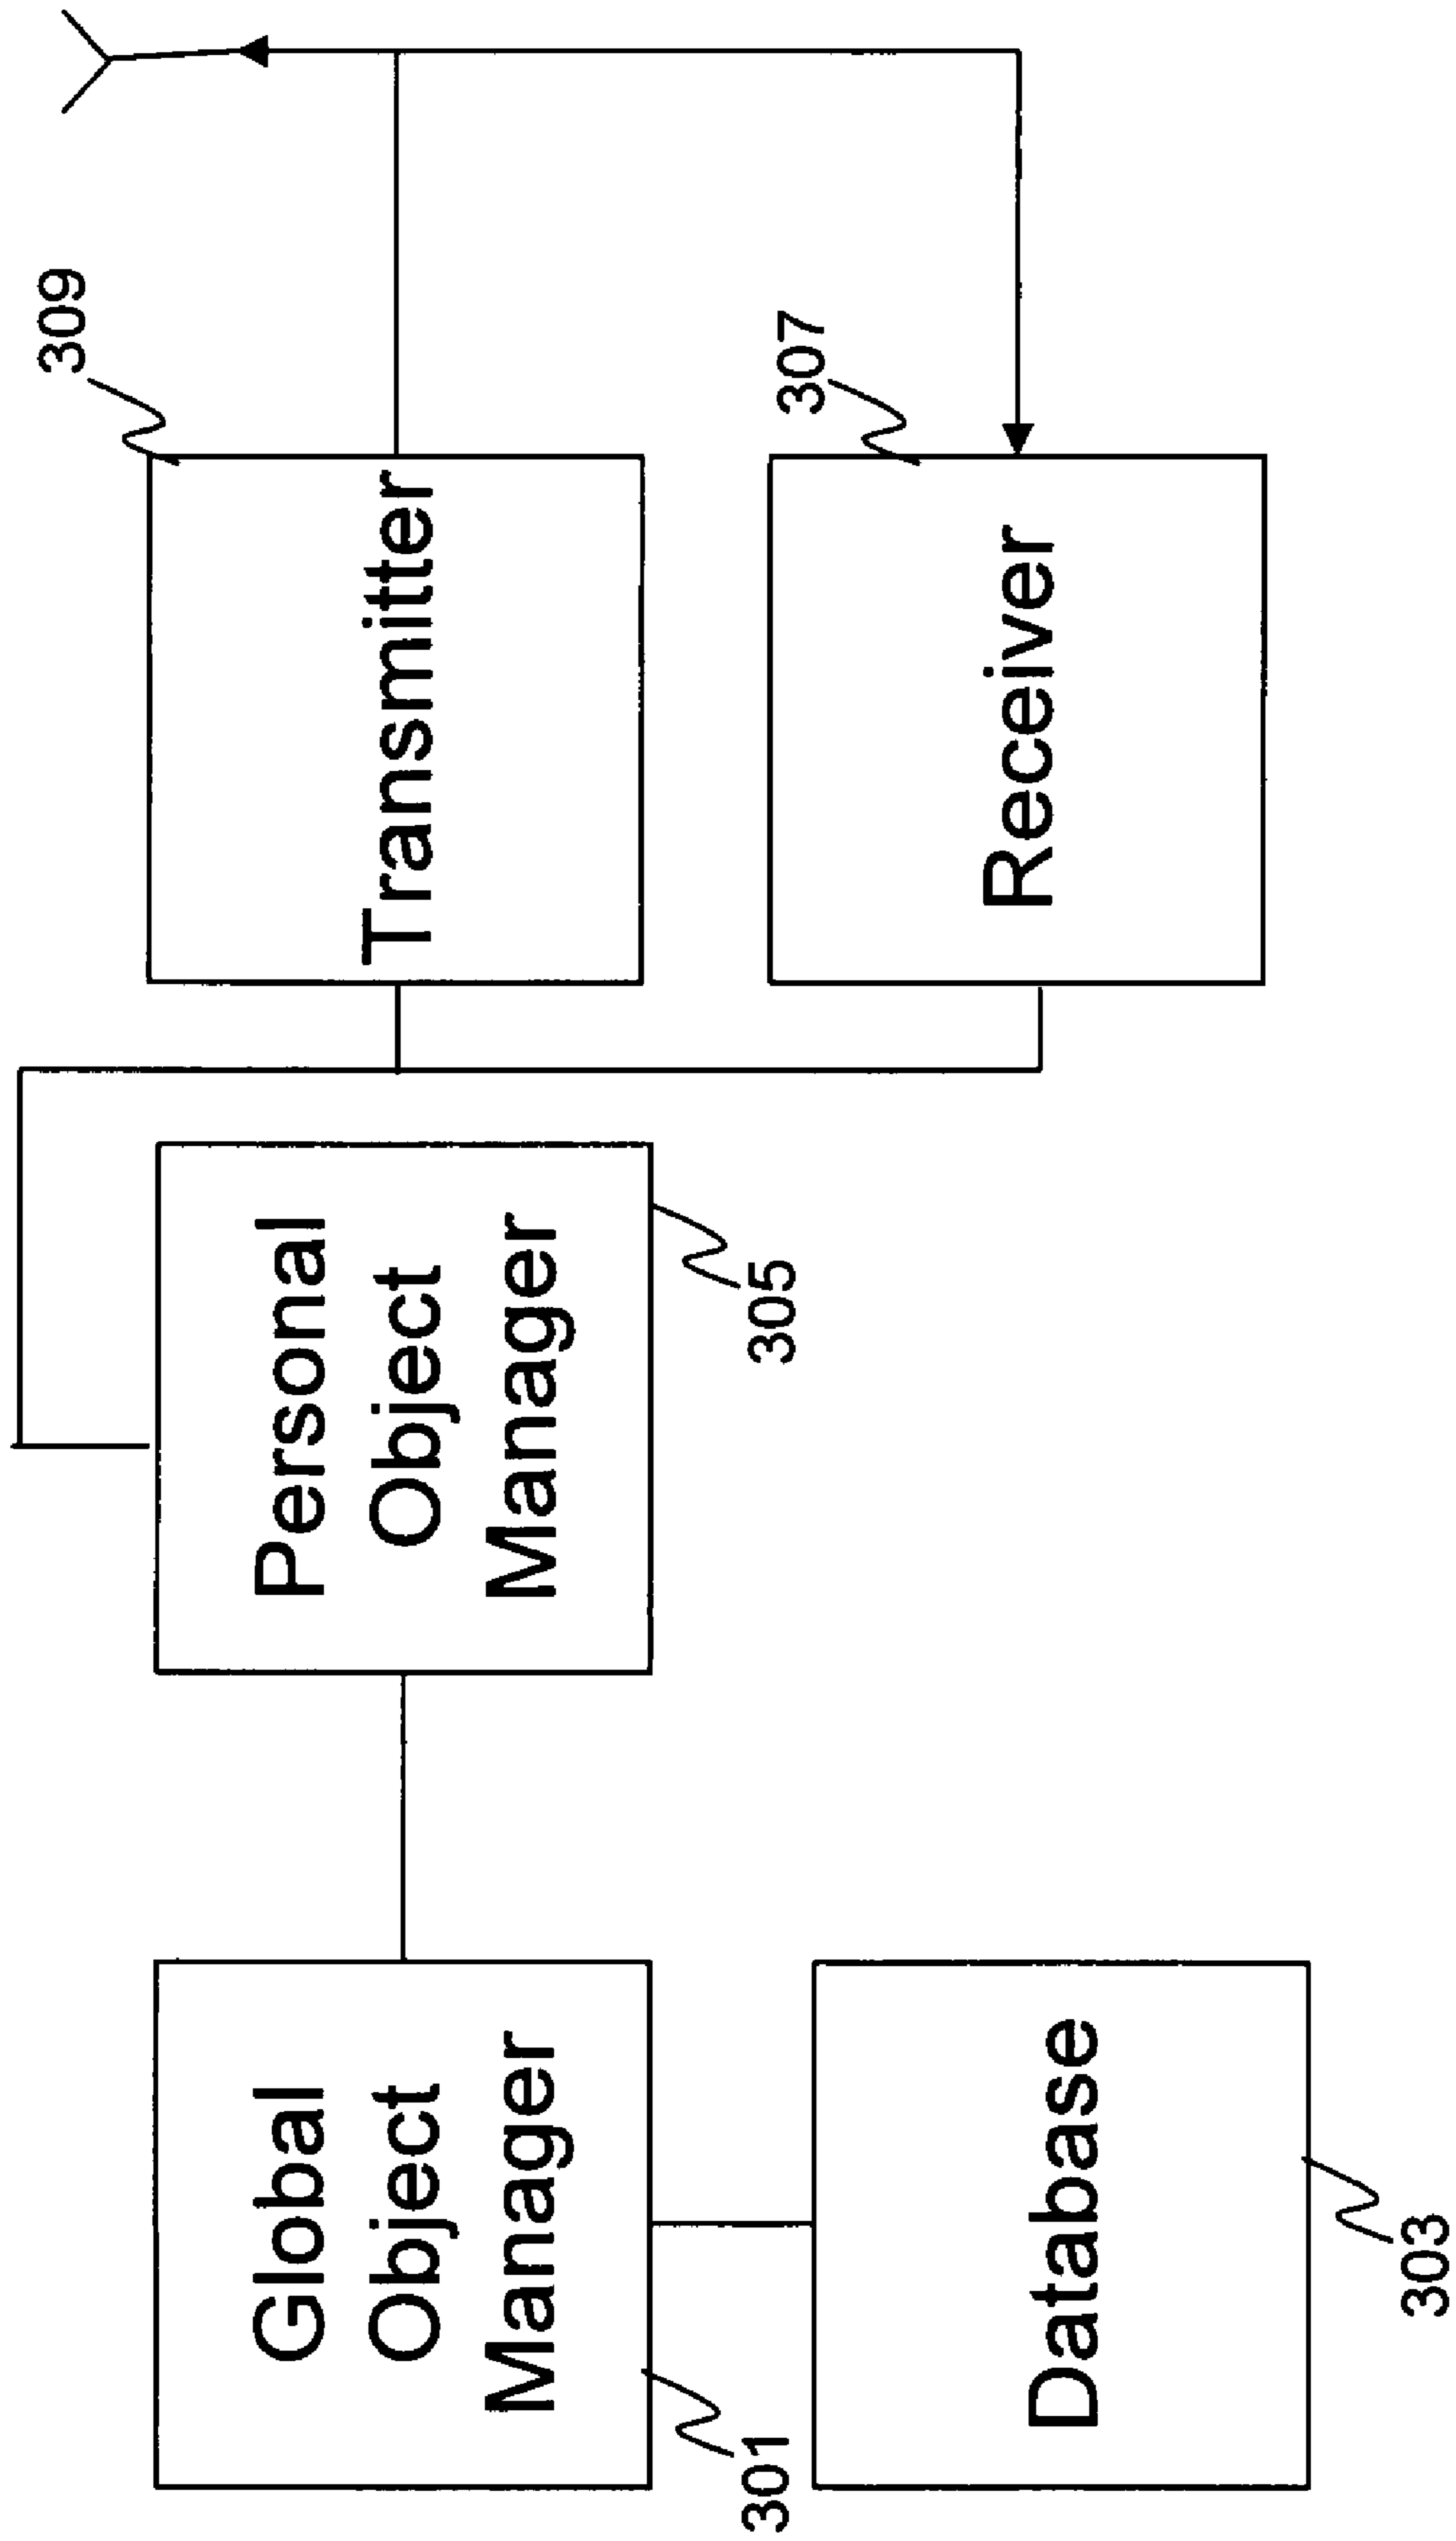 309
Transmitter
307
Receiver
Personal
Object
Manager
305
Global
Object
Manager
301
Database
303